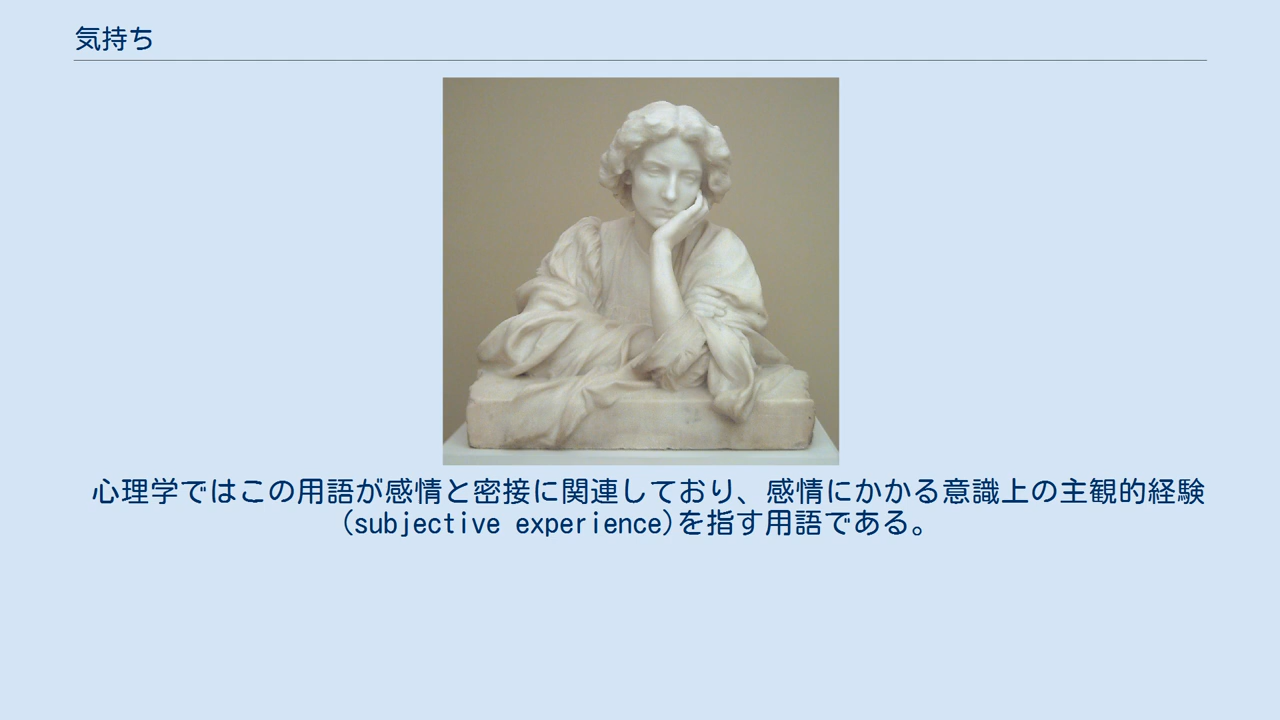 気持ち
心理学ではこの用語が感情と密接に関連しており、感情にかかる意識上の主観的経験
(subjective experience)を指す用語である。